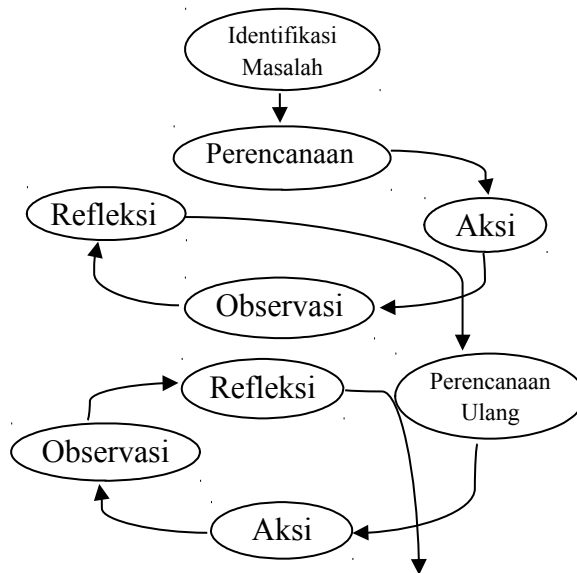 Identifikasi
Masalah
Perencanaan
Refleksi
Aksi
Observasi
Refleksi
Perencanaan
Ulang
Observasi
Aksi